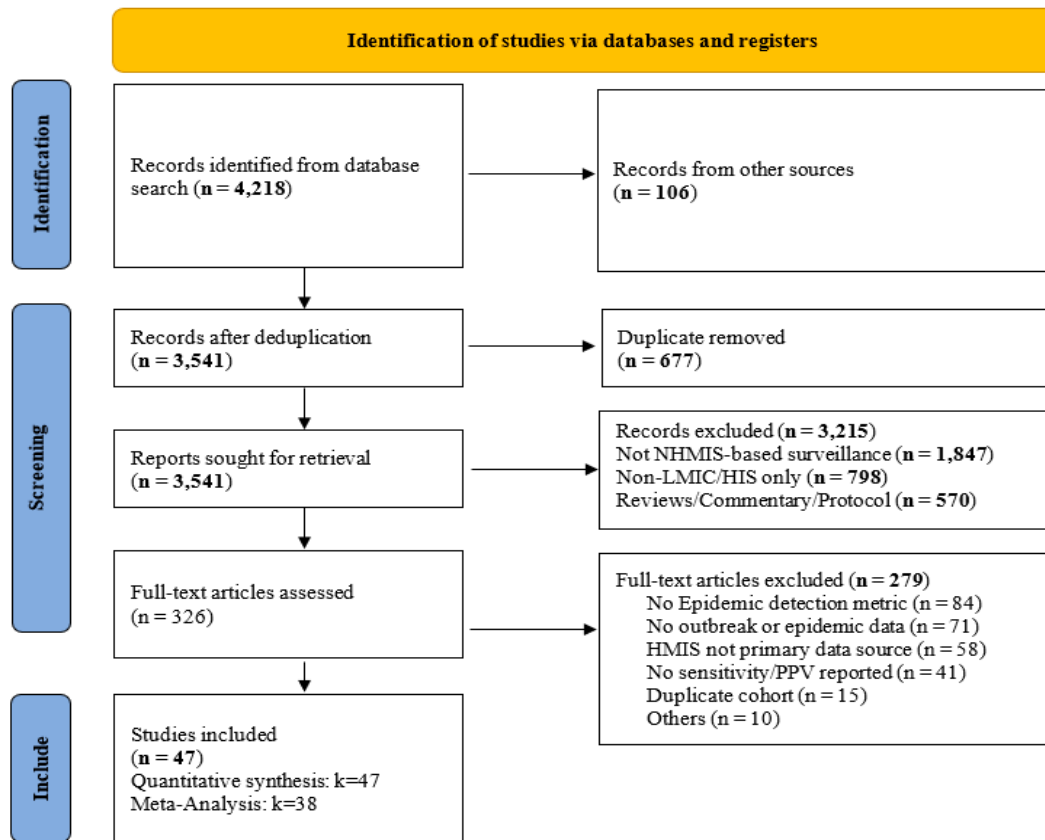 Identification of studies via databases and registers
Identification
Records identified from database
search (n = 4,218)
Records from other sources
(n = 106)
Screening
Records after deduplication
(n = 3,541)
Duplicate removed
(n = 677)
Reports sought for retrieval
(n = 3,541)
Records excluded (n = 3,215)
Not NHMIS-based surveillance (n = 1,847)
Non-LMIC/HIS only (n = 798)
Reviews/Commentary/Protocol (n = 570)
Full-text articles assessed
(n = 326)
Full-text articles excluded (n = 279)
No Epidemic detection metric (n = 84)
No outbreak or epidemic data (n = 71)
HMIS not primary data source (n = 58)
No sensitivity/PPV reported (n = 41)
Duplicate cohort (n = 15)
Others (n = 10)
Include
Studies included
(n = 47)
Quantitative synthesis: k=47
Meta-Analysis: k=38